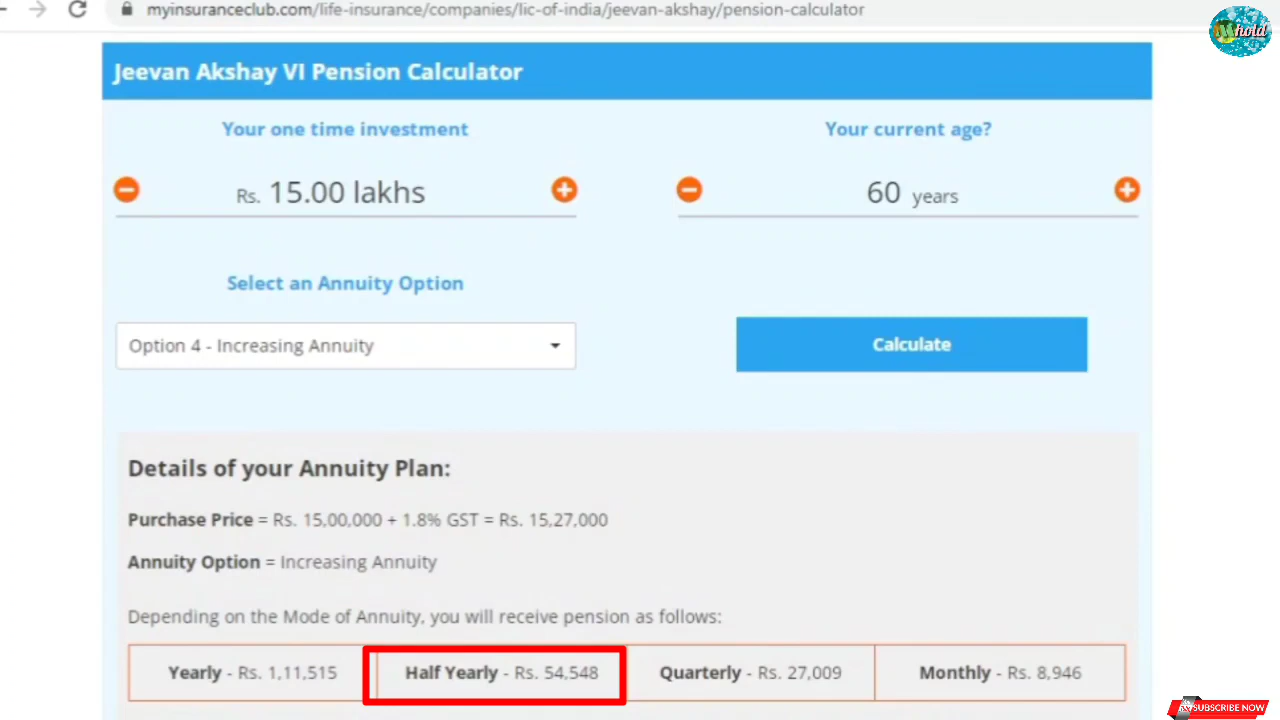 myinsuranceclub.com/life-insurance/companies/lic-of-india/jeevan-akshay/pension-calculator
Mhold
Jeevan Akshay VI Pension Calculator
Your one time investment
Your current age?
Rs. 15.00 lakhs
60 years
Select an Annuity Option
Option 4 - Increasing Annuity
Calculate
Details of your Annuity Plan:
Purchase Price = Rs. 15,00,000 + 1.8% GST = Rs. 15,27,000
Annuity Option = Increasing Annuity
Depending on the Mode of Annuity, you will receive pension as follows:
Yearly - Rs. 1,11,515 Half Yearly - Rs. 54,548 Quarterly - Rs. 27,009 Monthly - Rs. 8,946
SUBSCRIBE NOW